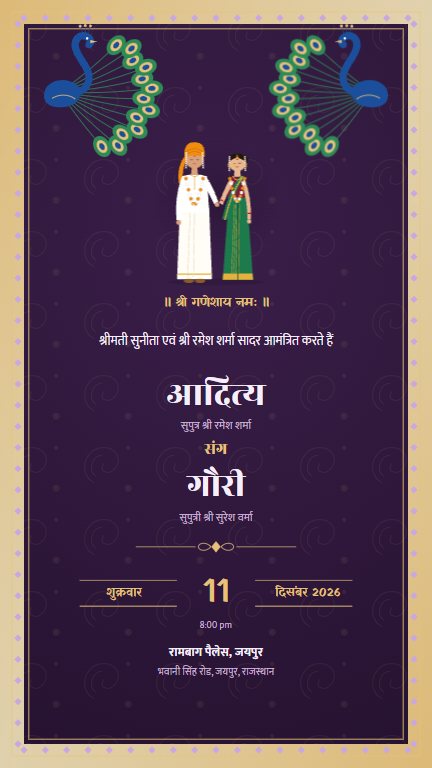 ॥ श्री गणेशाय नमः ॥
श्रीमती सुनीता एवं श्री रमेश शर्मा सादर आमंत्रित करते हैं
आदित्य
सुपुत्र श्री रमेश शर्मा
संग
गौरी
सुपुत्री श्री सुरेश वर्मा
शुक्रवार 11 दिसंबर 2026
8:00 pm
रामबाग पैलेस, जयपुर
भवानी सिंह रोड, जयपुर, राजस्थान